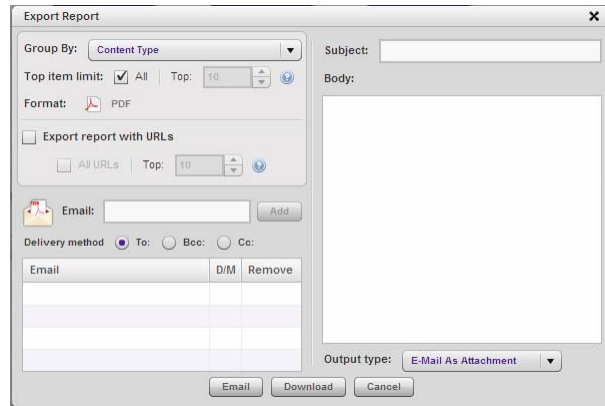 Export Report
Group By: Content Type
Top item limit: All Top: 10
Format: PDF
Export report with URLs
All URLs Top: 10
Email: Add
Delivery method To: Bcc: Cc:
Email D/M Remove
Subject:
Body:
Output type: E-Mail As Attachment
Email Download Cancel